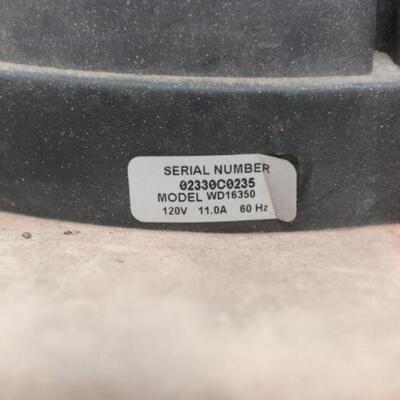 SERIAL NUMBER
02330C0235
MODEL WD16350
120V 11.0A 60 Hz